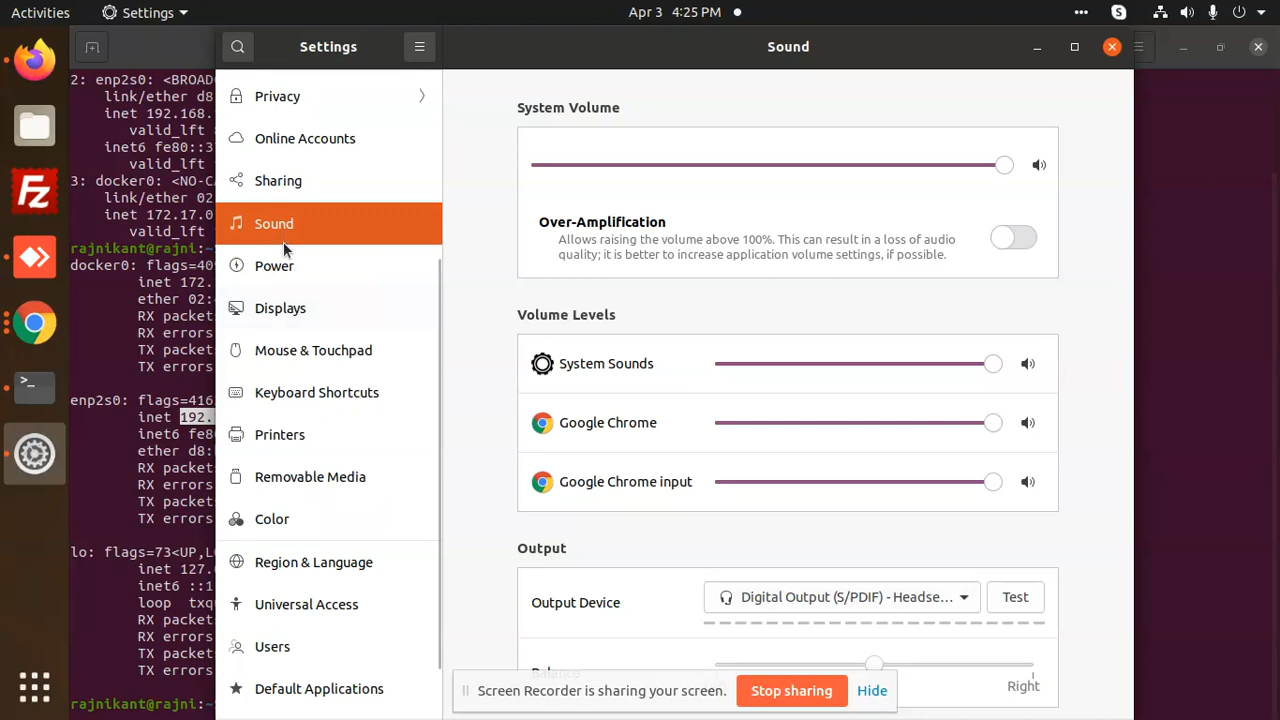 Activities
Settings
Apr 3 4:25 PM
Settings
Sound
2: enp2s0: <BROAD
link/ether d8
inet 192.168.
valid_lft
inet6 fe80::3
valid_lft
3: docker0: <NO-CA
link/ether 02
inet 172.17.0
valid_lft
rajnikant@rajni:~
docker0: flags=409
inet 172.
ether 02:
RX packet
RX errors
TX packet
TX errors
enp2s0: flags=416
inet 192.
inet6 fe8
ether d8:
RX packet
RX errors
TX packet
TX errors
lo: flags=73<UP,L
inet 127.
inet6 ::1
loop txq
RX packet
RX errors
TX packet
TX errors
rajnikant@rajni:~
Privacy
Online Accounts
Sharing
Sound
Power
Displays
Mouse & Touchpad
Keyboard Shortcuts
Printers
Removable Media
Color
Region & Language
Universal Access
Users
Default Applications
System Volume
Over-Amplification
Allows raising the volume above 100%. This can result in a loss of audio
quality; it is better to increase application volume settings, if possible.
Volume Levels
System Sounds
Google Chrome
Google Chrome input
Output
Output Device
Digital Output (S/PDIF) - Headse...
Test
Balance
Right
Screen Recorder is sharing your screen.
Stop sharing
Hide